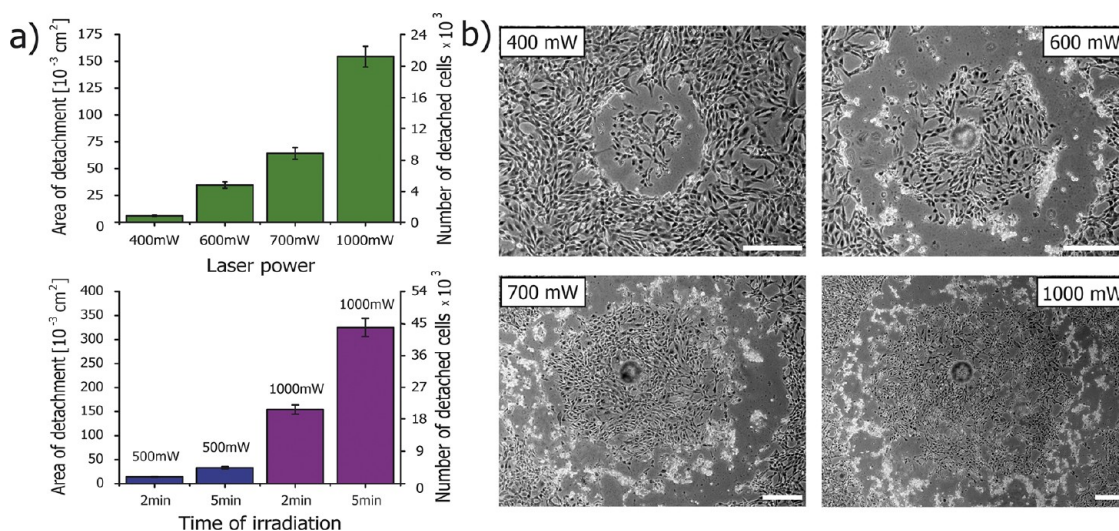 a)
Area of detachment [10⁻³ cm²]
175
150
125
100
75
50
25
0
24
20
16
12
8
4
0
Number of detached cells x 10³
400mW 600mW 700mW 1000mW
Laser power
Area of detachment [10⁻³ cm²]
400
350
300
250
200
150
100
50
0
54
45
36
27
18
9
0
Number of detached cells x 10³
500mW
500mW
1000mW
1000mW
2min 5min 2min 5min
Time of irradiation
b)
400 mW
600 mW
700 mW
1000 mW